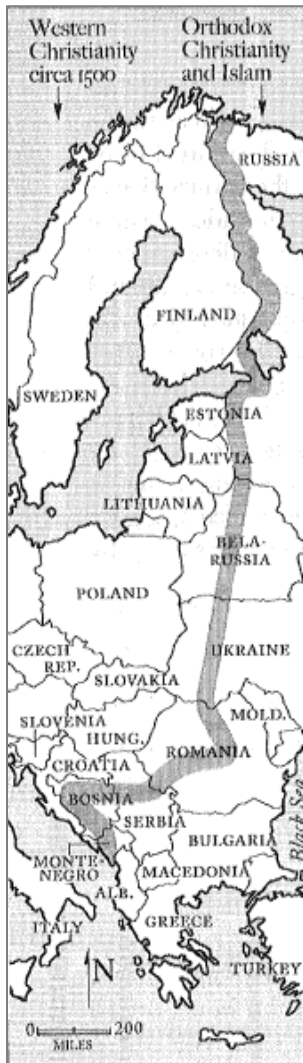 Western
Christianity
circa 1500
Orthodox
Christianity
and Islam
RUSSIA
FINLAND
SWEDEN
ESTONIA
LATVIA
LITHUANIA
BELA-
RUSSIA
POLAND
CZECH
REP.
UKRAINE
SLOVAKIA
SLOVENIA
HUNG.
MOLD.
ROMANIA
CROATIA
BOSNIA
SERBIA
Black Sea
BULGARIA
MONTE-
NEGRO
MACEDONIA
ALB.
ITALY
GREECE
TURKEY
N
0 200
MILES